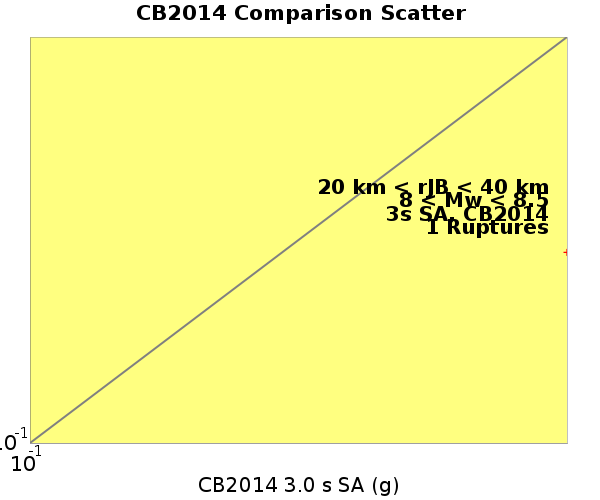 CB2014 Comparison Scatter
20 km < rJB < 40 km
8 < Mw < 8.5
3s SA, CB2014
1 Ruptures
10-1
10-1
CB2014 3.0 s SA (g)